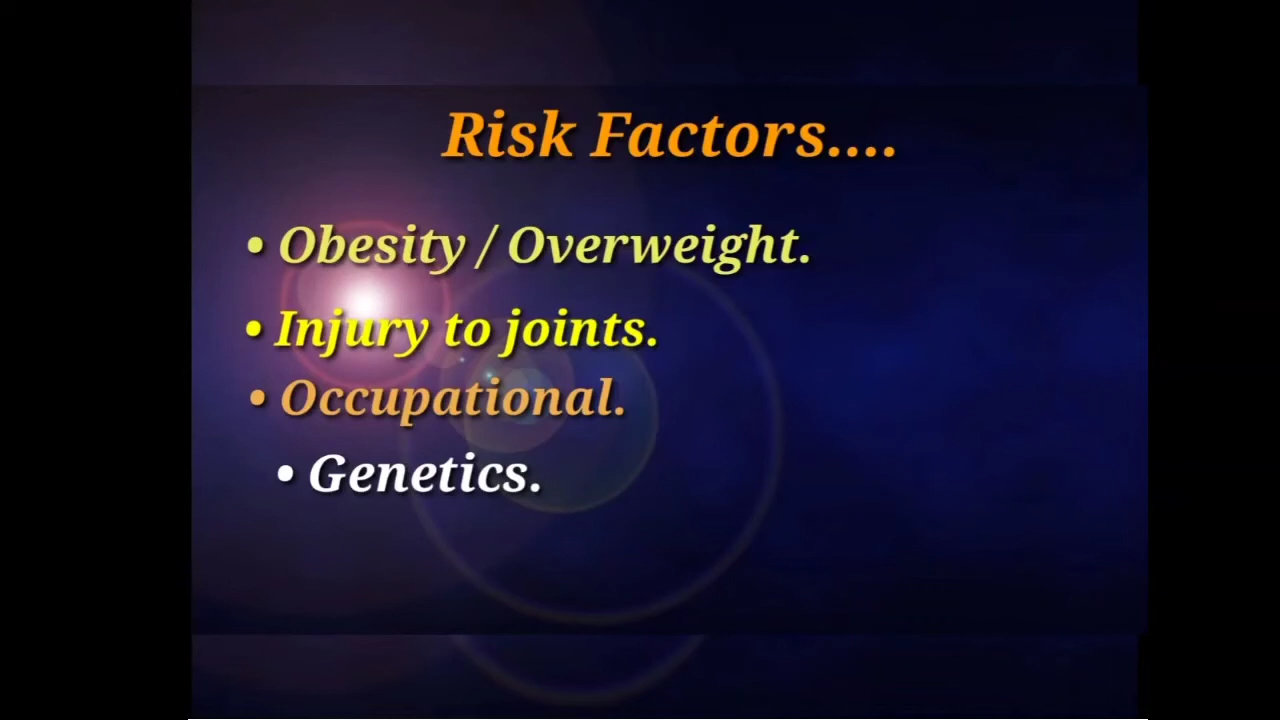 Risk Factors....
• Obesity / Overweight.
• Injury to joints.
• Occupational.
• Genetics.